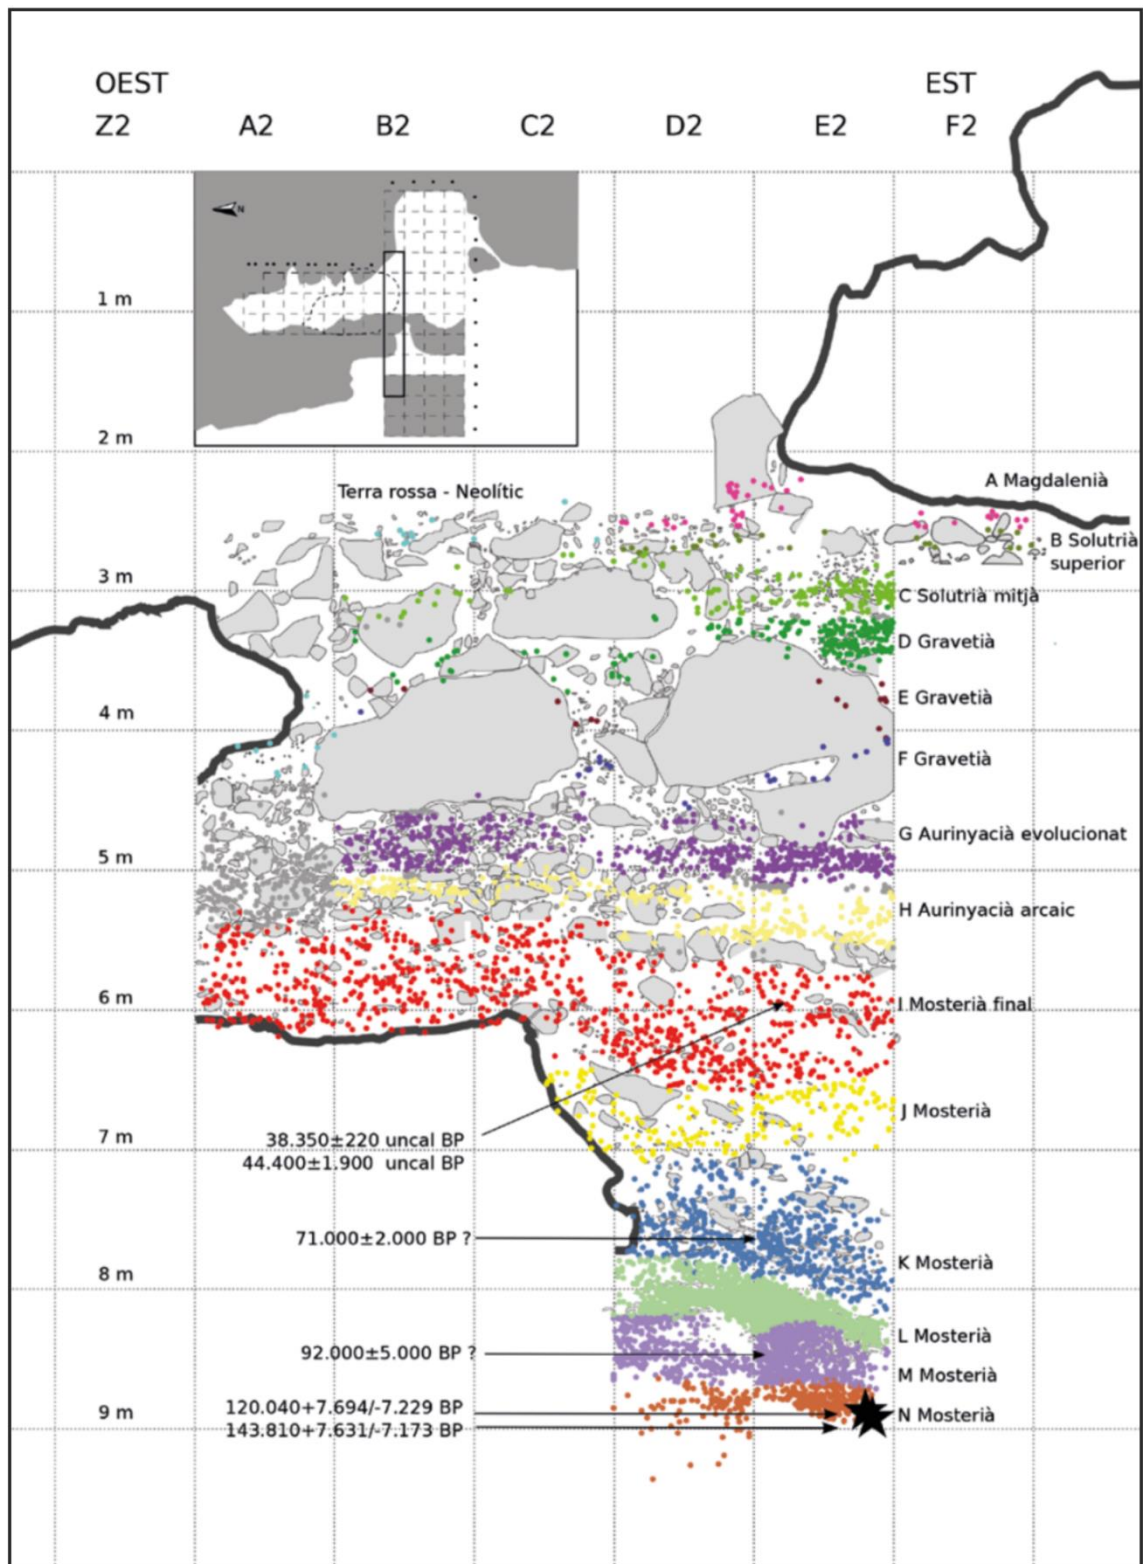 OEST
EST
Z2
A2
B2
C2
D2
E2
F2
N
1 m
2 m
A Magdalenià
Terra rossa - Neolític
B Solutrià
superior
3 m
C Solutrià mitjà
D Gravetià
E Gravetià
4 m
F Gravetià
G Aurinyacià evolucionat
5 m
H Aurinyacià arcaic
6 m
I Mosterià final
J Mosterià
7 m
38.350±220 uncal BP
44.400±1.900 uncal BP
71.000±2.000 BP ?
K Mosterià
8 m
L Mosterià
92.000±5.000 BP ?
M Mosterià
120.040+7.694/-7.229 BP
9 m
N Mosterià
143.810+7.631/-7.173 BP